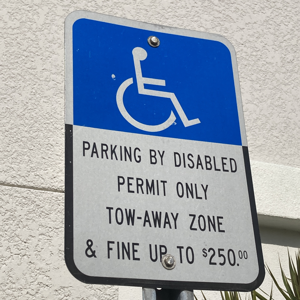 PARKING BY DISABLED
PERMIT ONLY
TOW-AWAY ZONE
& FINE UP TO $250.00